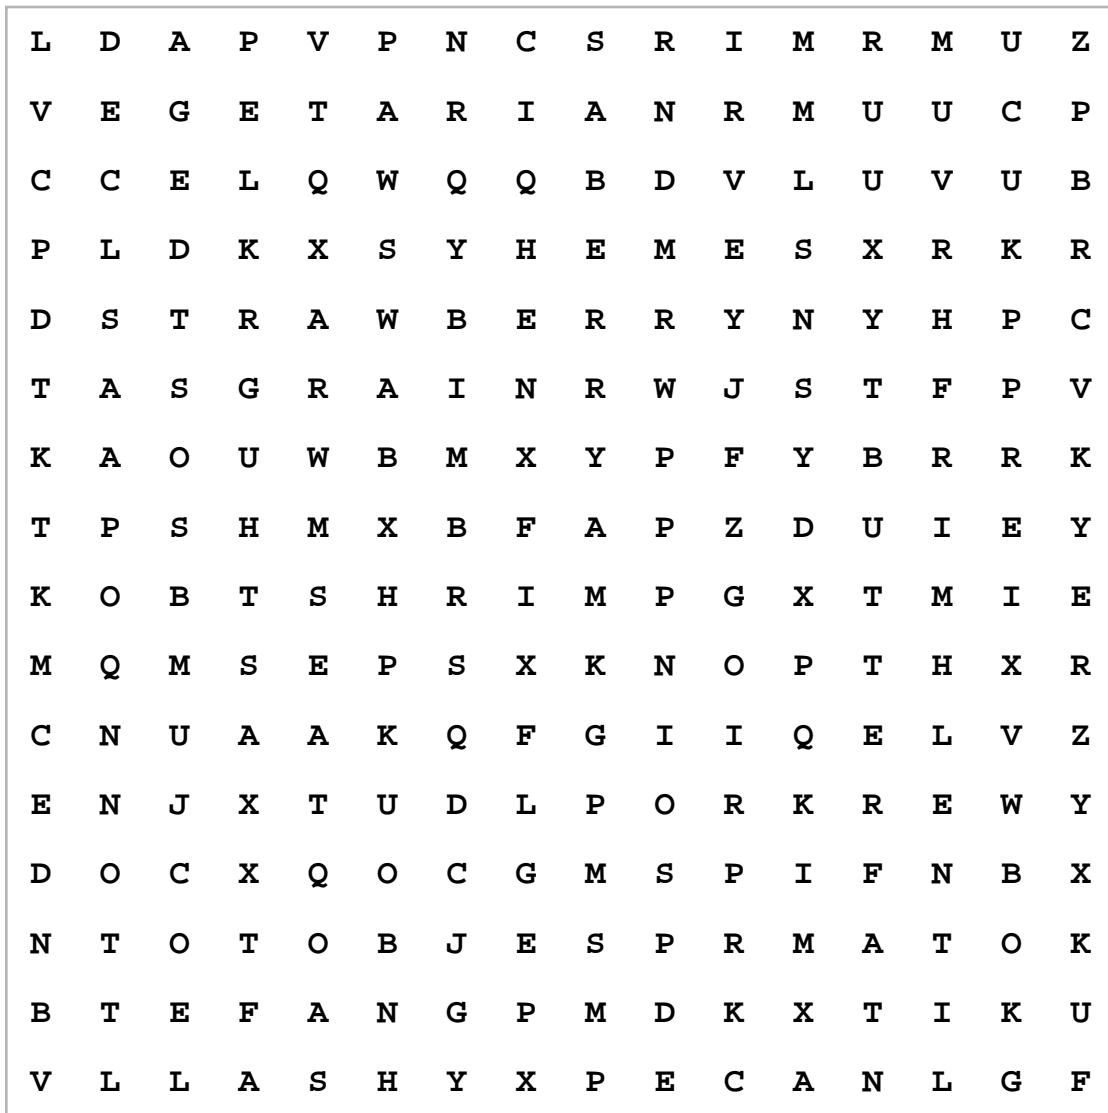 L D A P V P N C S R I M R M U Z
V E G E T A R I A N R M U U C P
C C E L Q W Q Q B D V L U V U B
P L D K X S Y H E M E S X R K R
D S T R A W B E R R Y N Y H P C
T A S G R A I N R W J S T F P V
K A O U W B M X Y P F Y B R R K
T P S H M X B F A P Z D U I E Y
K O B T S H R I M P G X T M I E
M Q M S E P S X K N O P T H X R
C N U A A K Q F G I I Q E L V Z
E N J X T U D L P O R K R E W Y
D O C X Q O C G M S P I F N B X
N T O T O B J E S P R M A T O K
B T E F A N G P M D K X T I K U
V L L A S H Y X P E C A N L G F